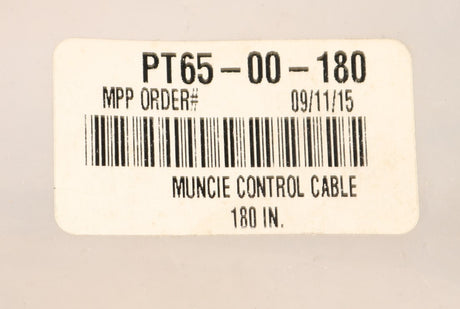 PT65-00-180
MPP ORDER# 09/11/15
MUNCIE CONTROL CABLE
180 IN.